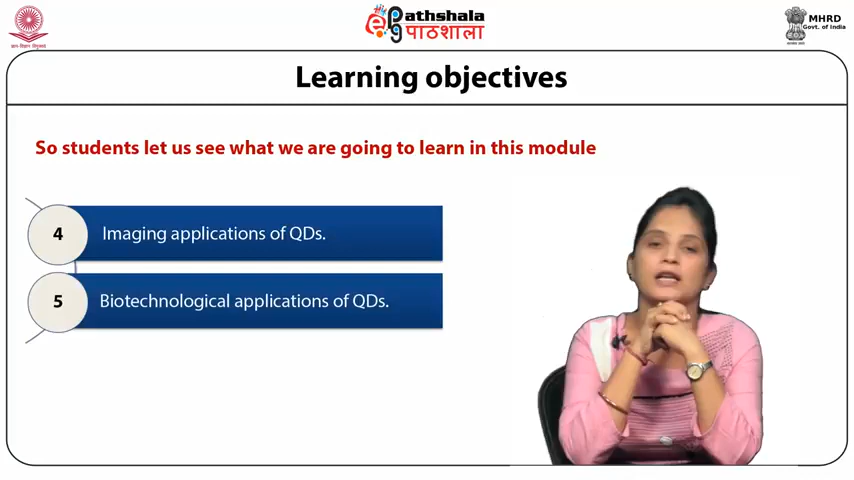 Pathshala
पाठशाला
MHRD
Govt. of India
Learning objectives
So students let us see what we are going to learn in this module
4 Imaging applications of QDs.
5 Biotechnological applications of QDs.